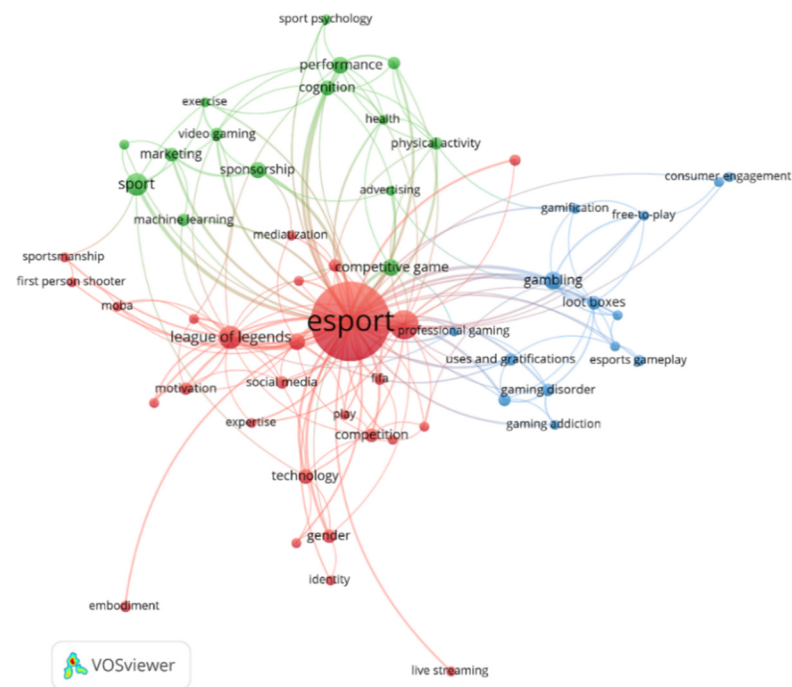 sport psychology
performance
cognition
exercise
health
video gaming
physical activity
marketing
sponsorship
consumer engagement
sport
advertising
gamification
free-to-play
machine learning
mediatization
sportsmanship
competitive game
first person shooter
gambling
moba
loot boxes
esport
professional gaming
league of legends
uses and gratifications
esports gameplay
social media
fifa
motivation
gaming disorder
play
expertise
gaming addiction
competition
technology
gender
identity
embodiment
VOSviewer
live streaming